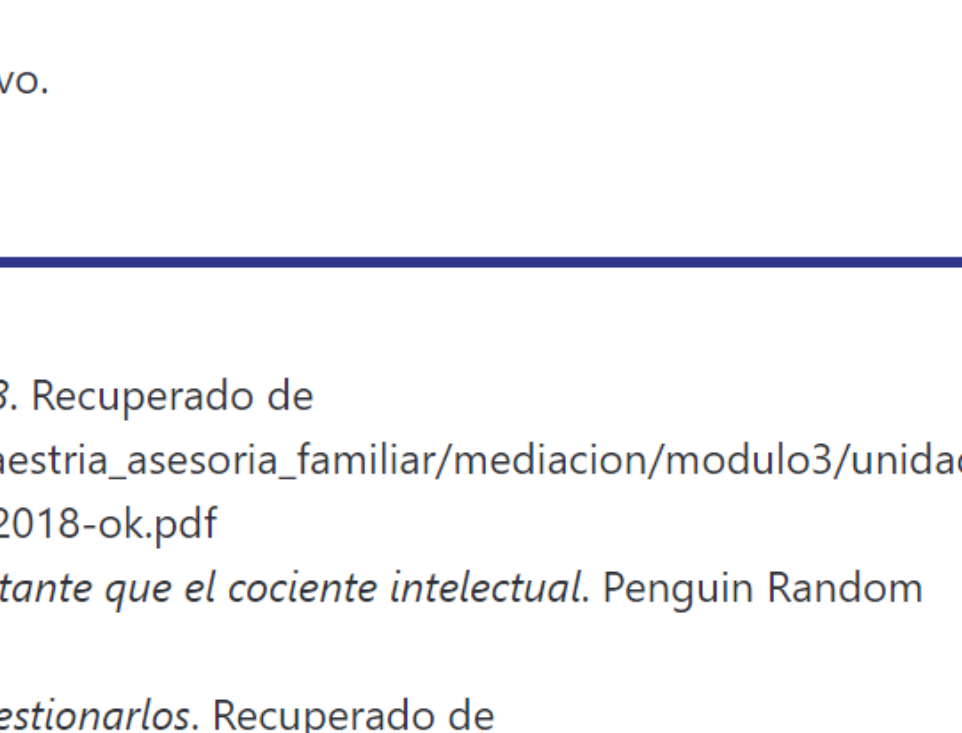 vo.
3. Recuperado de
aestria_asesoria_familiar/mediacion/modulo3/unidad
2018-ok.pdf
tante que el cociente intelectual. Penguin Random
estionarlos. Recuperado de